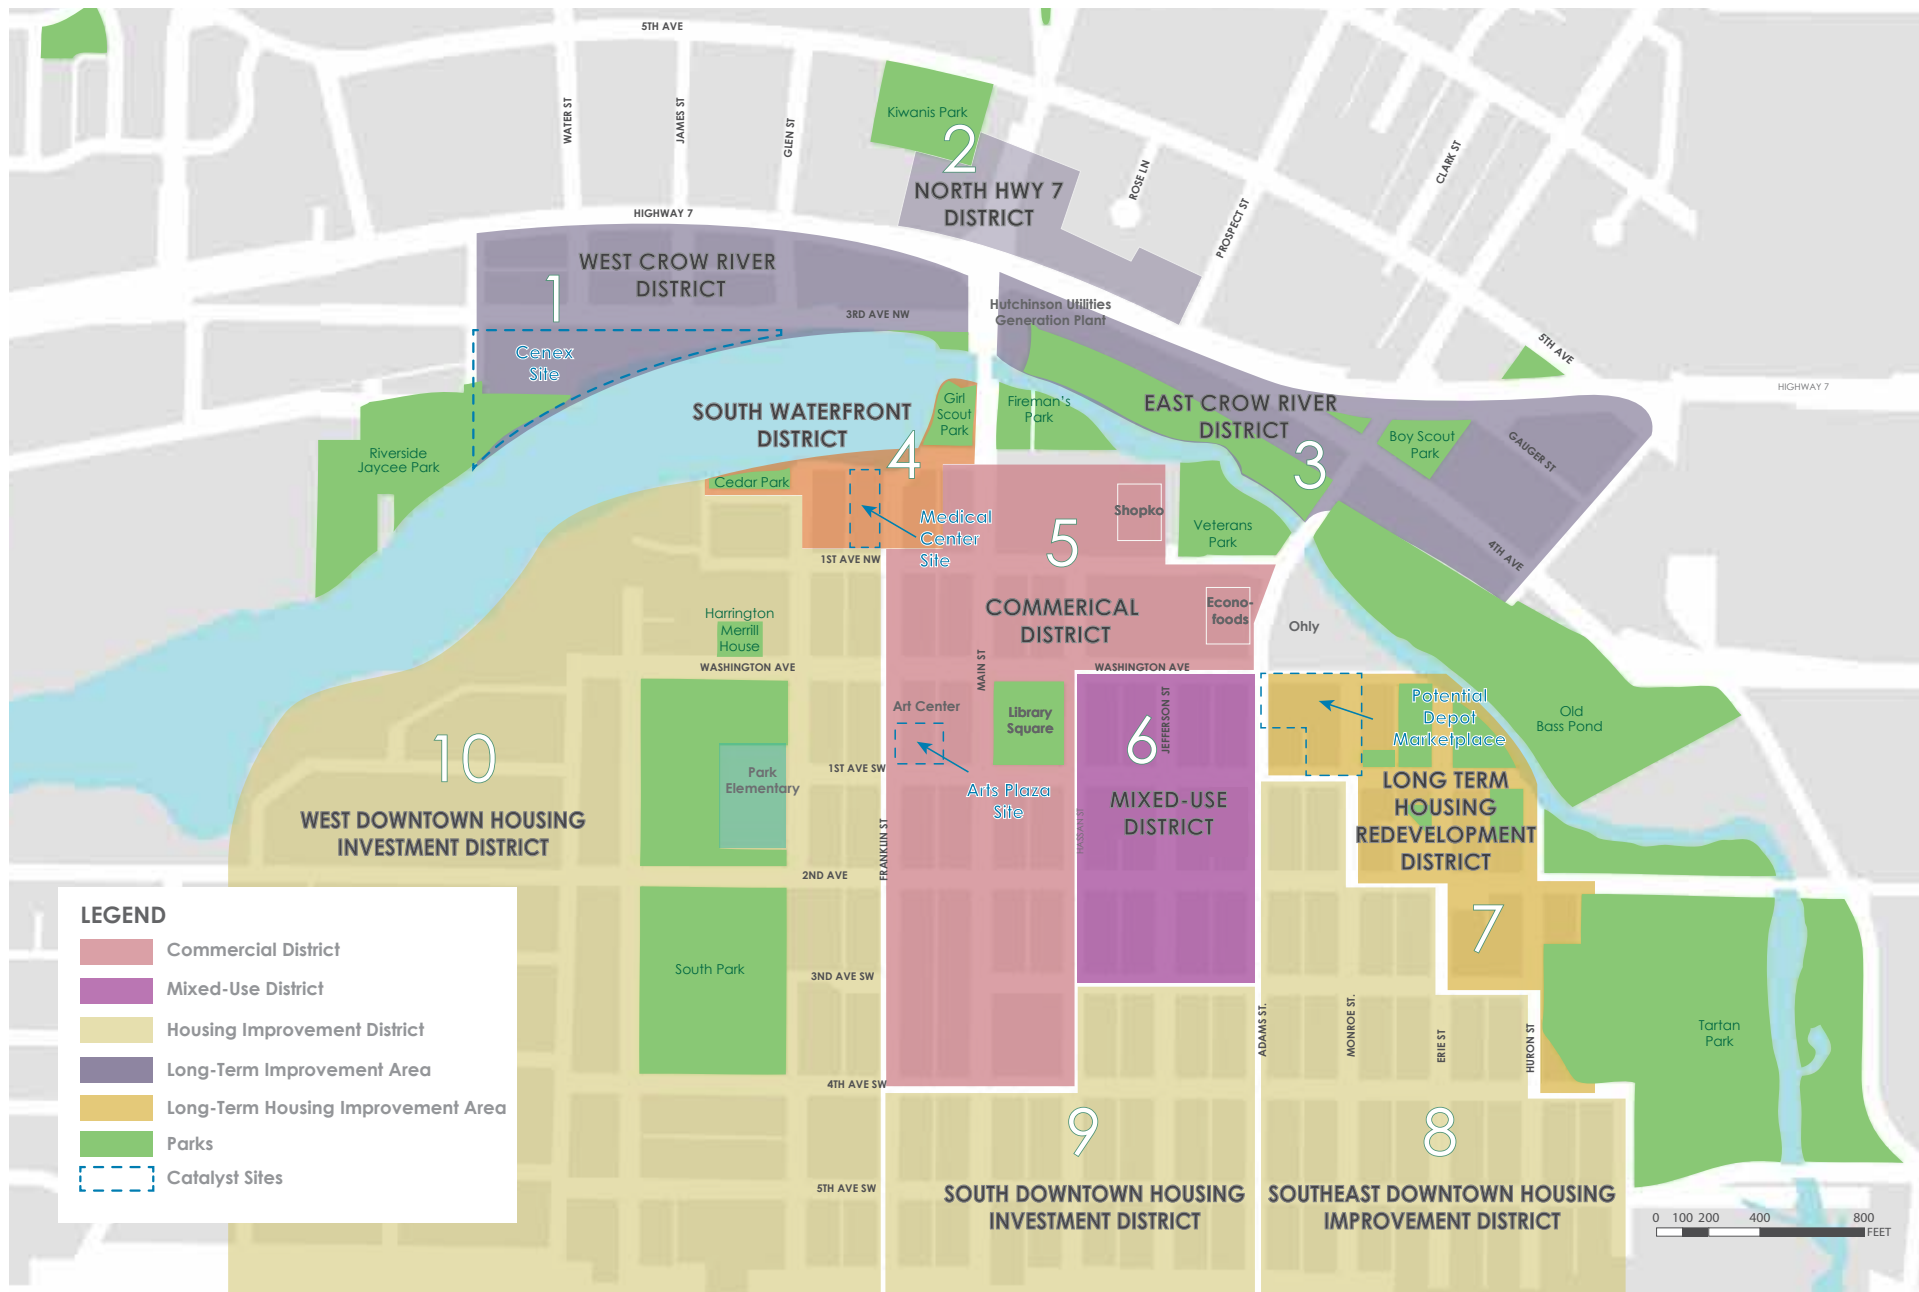 5TH AVE
WATER ST
JAMES ST
GLEN ST
Kiwanis Park
2
NORTH HWY 7
DISTRICT
ROSE LN
PROSPECT ST
CLARK ST
HIGHWAY 7
WEST CROW RIVER
DISTRICT
1
3RD AVE NW
Hutchinson Utilities
Generation Plant
Cenex
Site
5TH AVE
HIGHWAY 7
SOUTH WATERFRONT
DISTRICT
4
Girl
Scout
Park
Fireman's
Park
EAST CROW RIVER
DISTRICT
3
Boy Scout
Park
GAUGER ST
4TH AVE
Riverside
Jaycee Park
Cedar Park
Medical
Center
Site
1ST AVE NW
5
Shopko
Veterans
Park
COMMERICAL
DISTRICT
Econo-
foods
Ohly
Harrington
Merrill
House
WASHINGTON AVE
MAIN ST
WASHINGTON AVE
Art Center
Library
Square
6
JEFFERSON ST
MIXED-USE
DISTRICT
HASSAN ST
Potential
Depot
Marketplace
Old
Bass Pond
10
WEST DOWNTOWN HOUSING
INVESTMENT DISTRICT
Park
Elementary
1ST AVE SW
Arts Plaza
Site
FRANKLIN ST
2ND AVE
LONG TERM
HOUSING
REDEVELOPMENT
DISTRICT
7
South Park
3ND AVE SW
ADAMS ST.
MONROE ST.
ERIE ST
HURON ST
Tartan
Park
4TH AVE SW
9
SOUTH DOWNTOWN HOUSING
INVESTMENT DISTRICT
8
SOUTHEAST DOWNTOWN HOUSING
IMPROVEMENT DISTRICT
5TH AVE SW
LEGEND
Commercial District
Mixed-Use District
Housing Improvement District
Long-Term Improvement Area
Long-Term Housing Improvement Area
Parks
Catalyst Sites
0 100 200 400 800
FEET